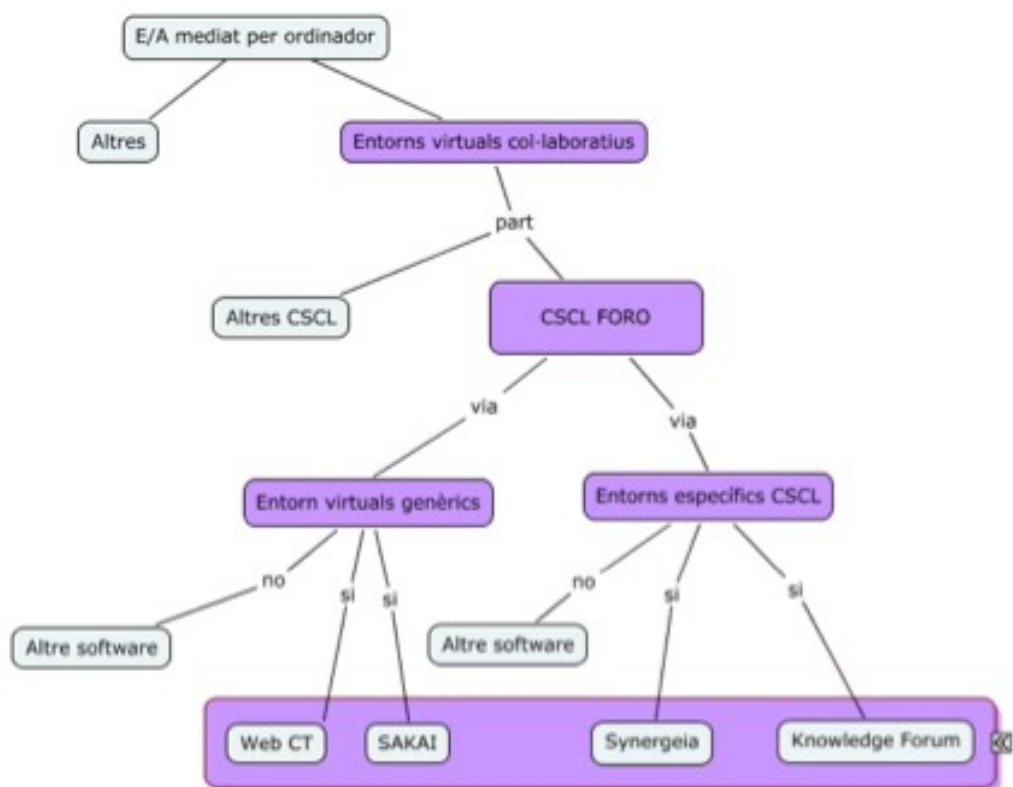 E/A mediat per ordinador
Altres
Entorns virtuals col·laboratius
part
Altres CSCL
CSCL FORO
via
via
Entorn virtuals genèrics
Entorns específics CSCL
no
si
si
no
si
si
Altre software
Altre software
Web CT
SAKAI
Synergeia
Knowledge Forum